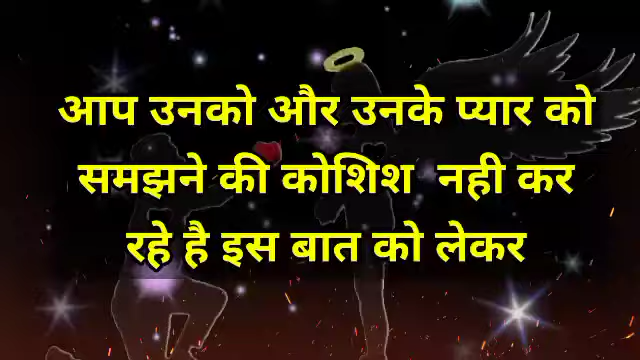 आप उनको और उनके प्यार को
समझने की कोशिश नही कर
रहे है इस बात को लेकर